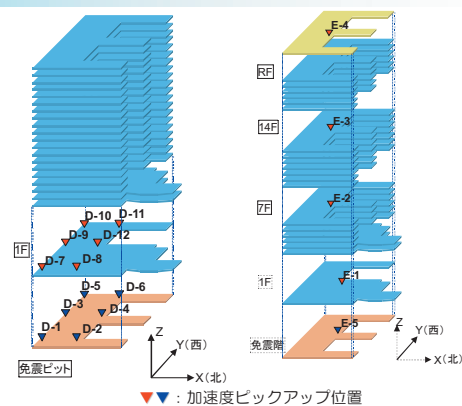 E-4
RF
E-3
14F
E-2
7F
D-10 D-11
D-9 D-12
1F
D-7 D-8
E-1
1F
D-5 D-6
D-3 D-4
D-1 D-2
E-5
免震階
Z
Y(西)
X(北)
免震ピット
Z
Y(西)
X(北)
▼▼：加速度ピックアップ位置